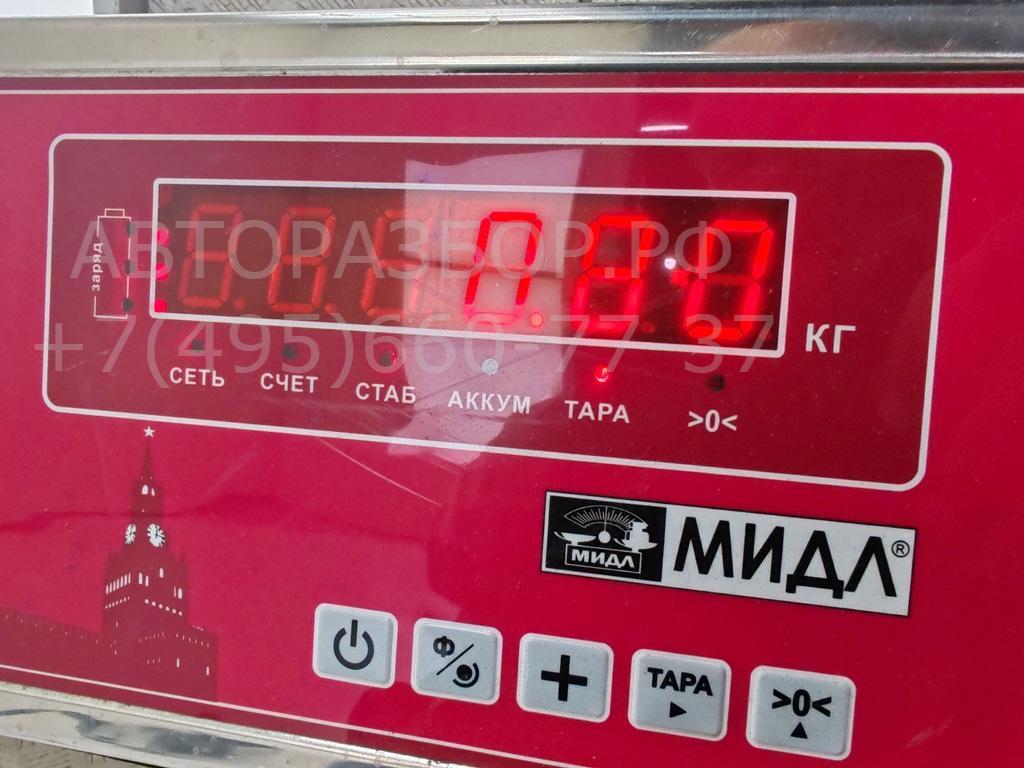 АВТОРАЗБОР.РФ
+7(495)660-77-37
заряд
КГ
СЕТЬ СЧЕТ СТАБ АККУМ ТАРА >0<
МИДЛ МИДЛ®
Ф
ТАРА >0<